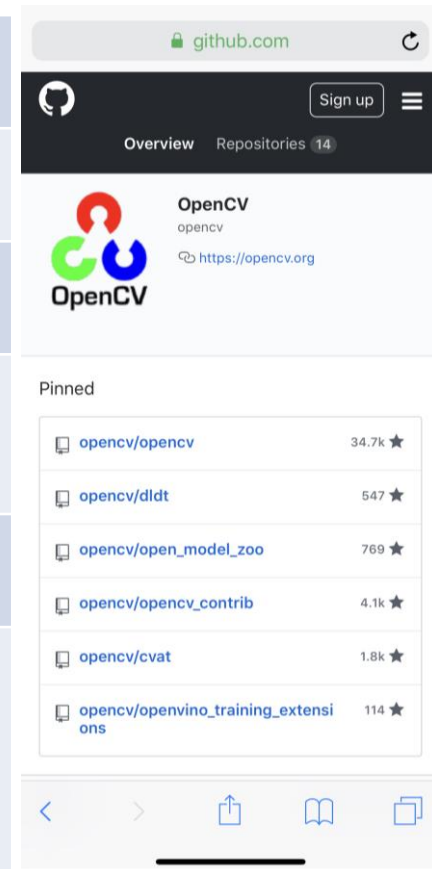 github.com
Sign up
Overview Repositories 14
OpenCV
opencv
https://opencv.org
OpenCV
Pinned
opencv/opencv 34.7k
opencv/dldt 547
opencv/open_model_zoo 769
opencv/opencv_contrib 4.1k
opencv/cvat 1.8k
opencv/openvino_training_extensi 114
ons